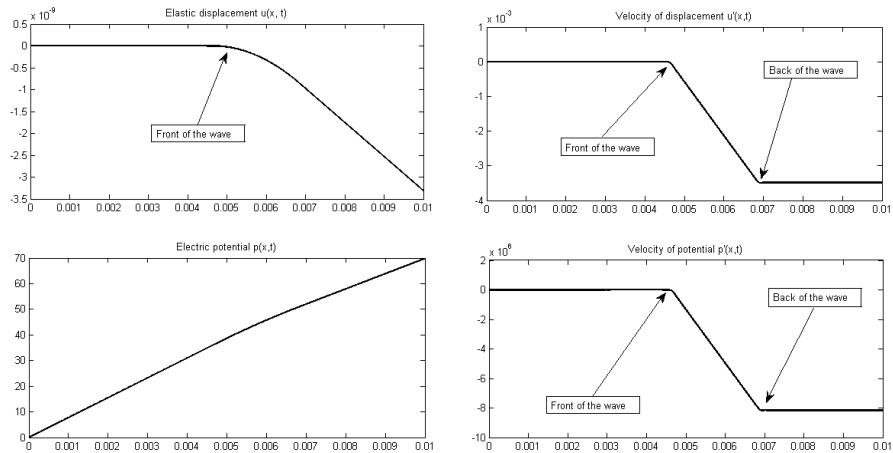 Elastic displacement u(x, t)
x 10^-9
0.5
0
-0.5
-1
-1.5
-2
-2.5
-3
-3.5
Front of the wave
0 0.001 0.002 0.003 0.004 0.005 0.006 0.007 0.008 0.009 0.01
Velocity of displacement u'(x,t)
x 10^-3
1
0
-1
-2
-3
-4
Back of the wave
Front of the wave
0 0.001 0.002 0.003 0.004 0.005 0.006 0.007 0.008 0.009 0.01
Electric potential p(x,t)
70
60
50
40
30
20
10
0
0 0.001 0.002 0.003 0.004 0.005 0.006 0.007 0.008 0.009 0.01
Velocity of potential p'(x,t)
x 10^6
2
0
-2
-4
-6
-8
-10
Back of the wave
Front of the wave
0 0.001 0.002 0.003 0.004 0.005 0.006 0.007 0.008 0.009 0.01